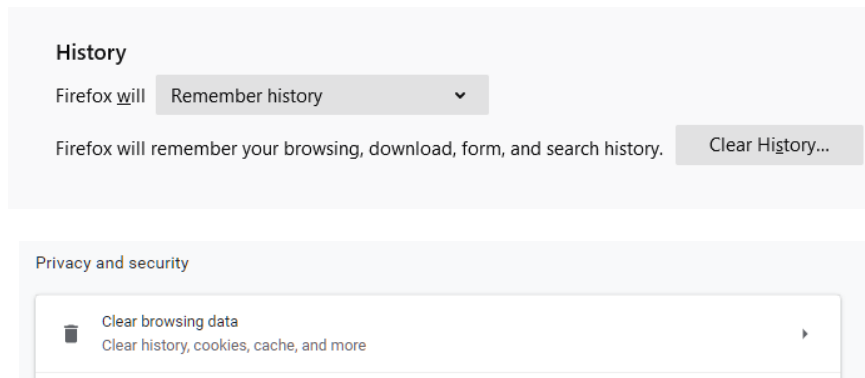 History
Firefox will Remember history
Firefox will remember your browsing, download, form, and search history. Clear History...
Privacy and security
Clear browsing data
Clear history, cookies, cache, and more